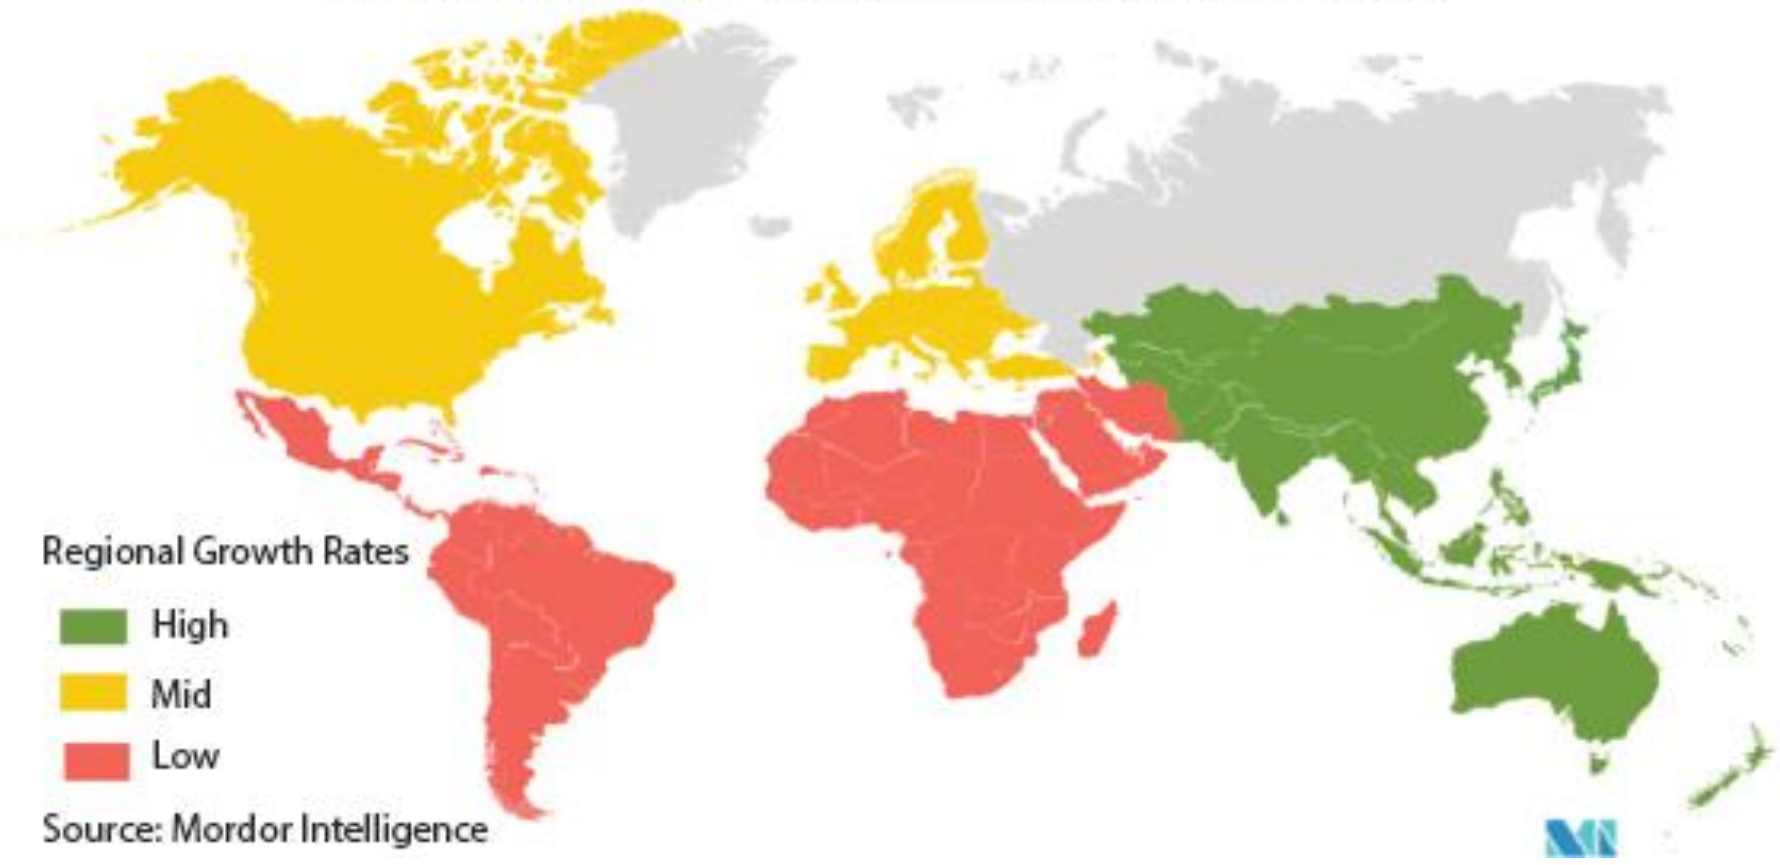 Regional Growth Rates
High
Mid
Low
Source: Mordor Intelligence